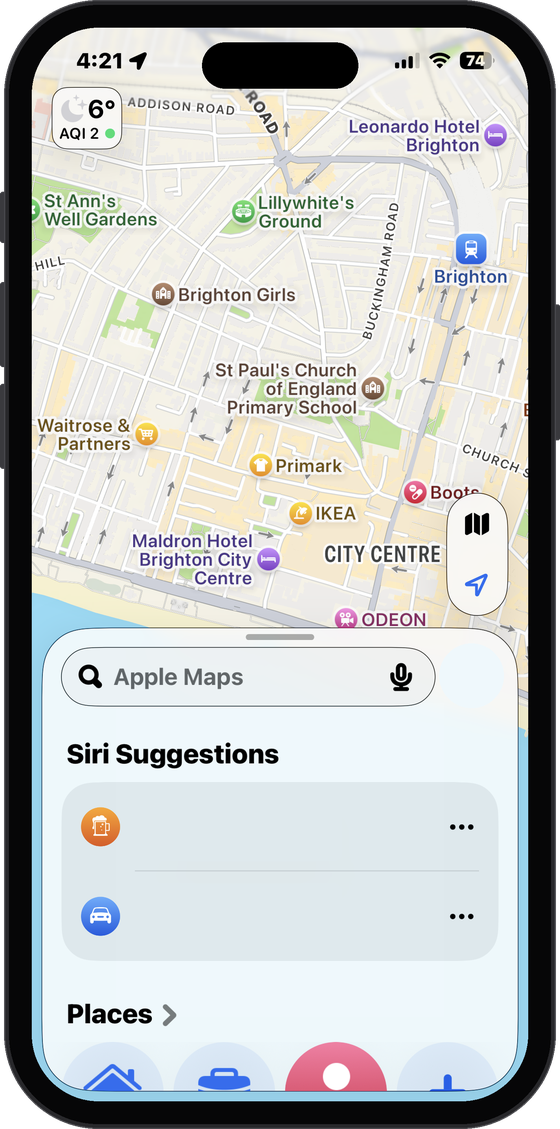 4:21
74
6°
AQI 2
ADDISON ROAD
ROAD
Leonardo Hotel
Brighton
St Ann's
Well Gardens
Lillywhite's
Ground
BUCKINGHAM ROAD
Brighton
HILL
Brighton Girls
St Paul's Church
of England
Primary School
Waitrose &
Partners
Primark
CHURCH S
Boots
IKEA
Maldron Hotel
Brighton City
Centre
CITY CENTRE
ODEON
Apple Maps
Siri Suggestions
Places